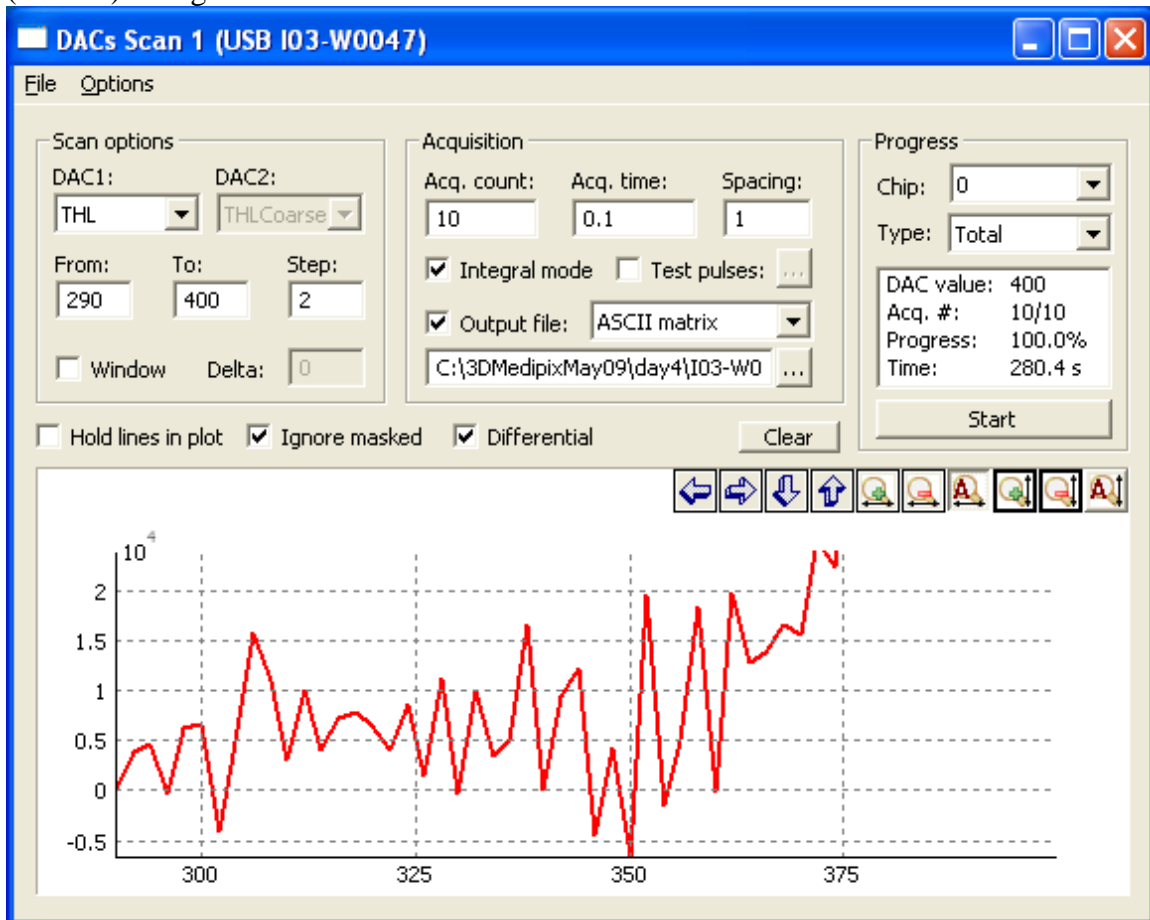 DACs Scan 1 (USB I03-W0047)
File Options
Scan options
DAC1: DAC2:
THL THLCoarse
From: To: Step:
290 400 2
Window Delta: 0
Acquisition
Acq. count: Acq. time: Spacing:
10 0.1 1
Integral mode Test pulses: ...
Output file: ASCII matrix
C:\3DMedipixMay09\day4\I03-W0 ...
Progress
Chip: 0
Type: Total
DAC value: 400
Acq. #: 10/10
Progress: 100.0%
Time: 280.4 s
Start
Hold lines in plot Ignore masked Differential Clear
A A
10^4
2
1.5
1
0.5
0
-0.5
300 325 350 375